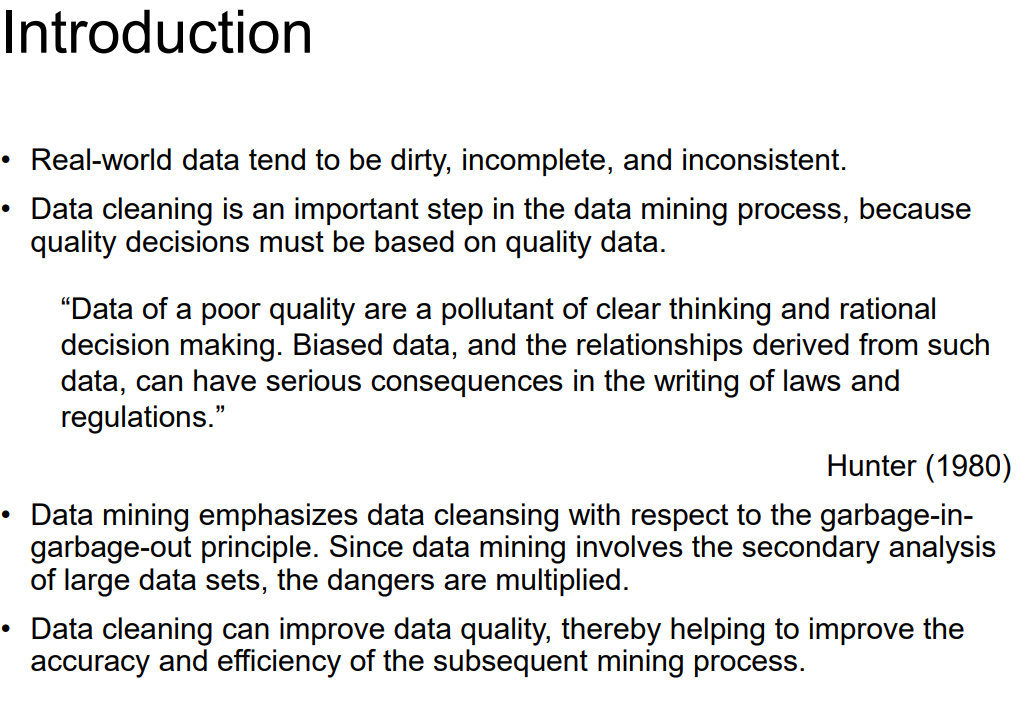 Introduction
• Real-world data tend to be dirty, incomplete, and inconsistent.
• Data cleaning is an important step in the data mining process, because
quality decisions must be based on quality data.
“Data of a poor quality are a pollutant of clear thinking and rational
decision making. Biased data, and the relationships derived from such
data, can have serious consequences in the writing of laws and
regulations.”
Hunter (1980)
• Data mining emphasizes data cleansing with respect to the garbage-in-
garbage-out principle. Since data mining involves the secondary analysis
of large data sets, the dangers are multiplied.
• Data cleaning can improve data quality, thereby helping to improve the
accuracy and efficiency of the subsequent mining process.